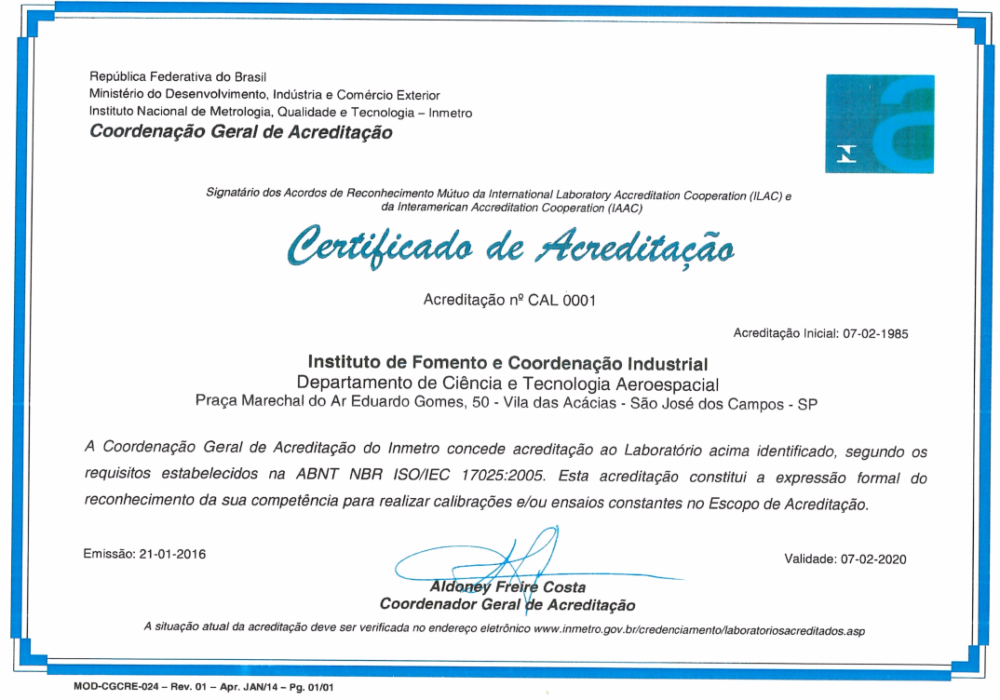 República Federativa do Brasil
Ministério do Desenvolvimento, Indústria e Comércio Exterior
Instituto Nacional de Metrologia, Qualidade e Tecnologia – Inmetro
Coordenação Geral de Acreditação
Signatário dos Acordos de Reconhecimento Mútuo da International Laboratory Accreditation Cooperation (ILAC) e
da Interamerican Accreditation Cooperation (IAAC)
Certificado de Acreditação
Acreditação nº CAL 0001
Acreditação Inicial: 07-02-1985
Instituto de Fomento e Coordenação Industrial
Departamento de Ciência e Tecnologia Aeroespacial
Praça Marechal do Ar Eduardo Gomes, 50 - Vila das Acácias - São José dos Campos - SP
A Coordenação Geral de Acreditação do Inmetro concede acreditação ao Laboratório acima identificado, segundo os
requisitos estabelecidos na ABNT NBR ISO/IEC 17025:2005. Esta acreditação constitui a expressão formal do
reconhecimento da sua competência para realizar calibrações e/ou ensaios constantes no Escopo de Acreditação.
Emissão: 21-01-2016
Validade: 07-02-2020
Aldoney Freire Costa
Coordenador Geral de Acreditação
A situação atual da acreditação deve ser verificada no endereço eletrônico www.inmetro.gov.br/credenciamento/laboratoriosacreditados.asp
MOD-CGCRE-024 – Rev. 01 – Apr. JAN/14 – Pg. 01/01